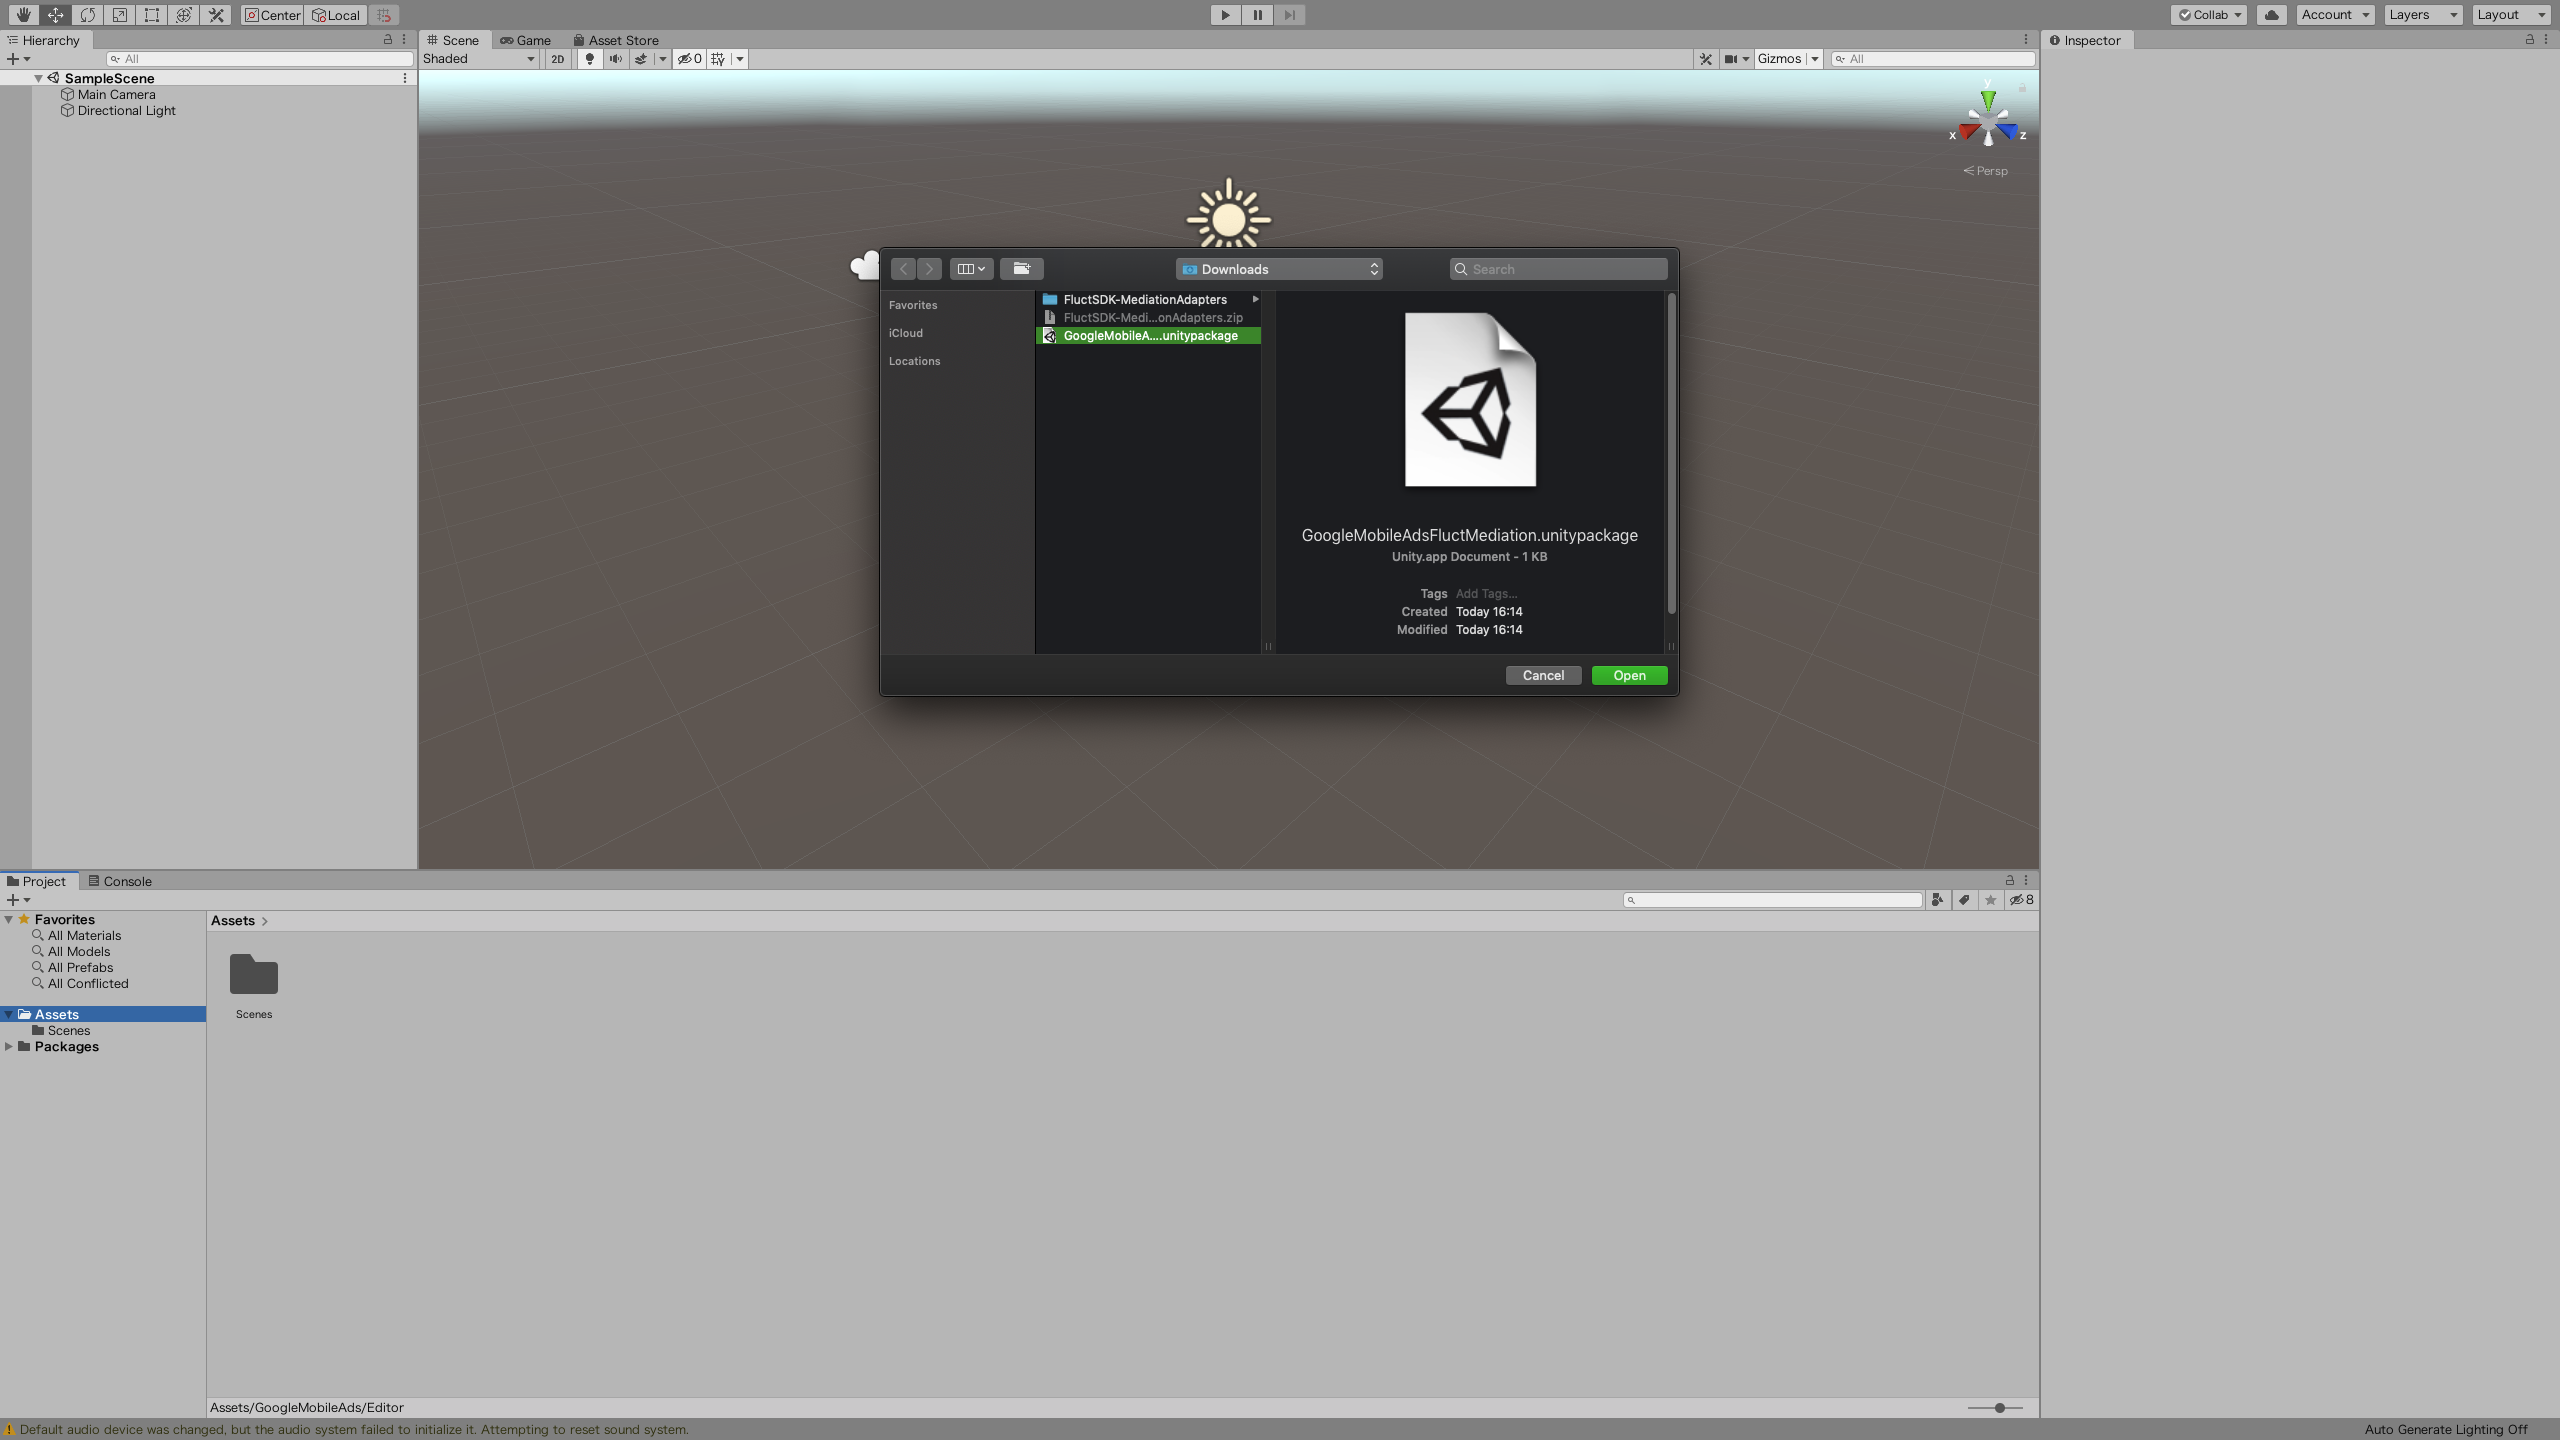 Center
Local
Collab
Account
Layers
Layout
Hierarchy
All
SampleScene
Main Camera
Directional Light
Scene
Game
Asset Store
Shaded
2D
0
Gizmos
All
y
x
z
Persp
Inspector
Downloads
Search
Favorites
iCloud
Locations
FluctSDK-MediationAdapters
FluctSDK-Medi...onAdapters.zip
GoogleMobileA....unitypackage
GoogleMobileAdsFluctMediation.unitypackage
Unity.app Document - 1 KB
Tags Add Tags...
Created Today 16:14
Modified Today 16:14
Cancel
Open
Project
Console
8
Favorites
All Materials
All Models
All Prefabs
All Conflicted
Assets
Scenes
Packages
Assets
Scenes
Assets/GoogleMobileAds/Editor
Default audio device was changed, but the audio system failed to initialize it. Attempting to reset sound system.
Auto Generate Lighting Off